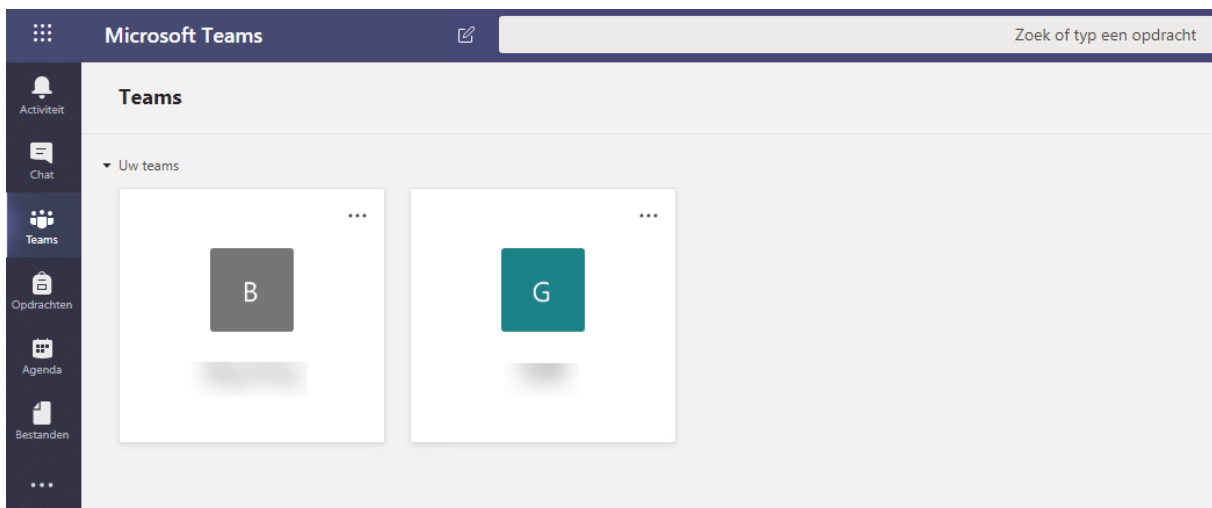 Microsoft Teams
Zoek of typ een opdracht
Activiteit
Chat
Teams
Opdrachten
Agenda
Bestanden
Teams
Uw teams
B
G